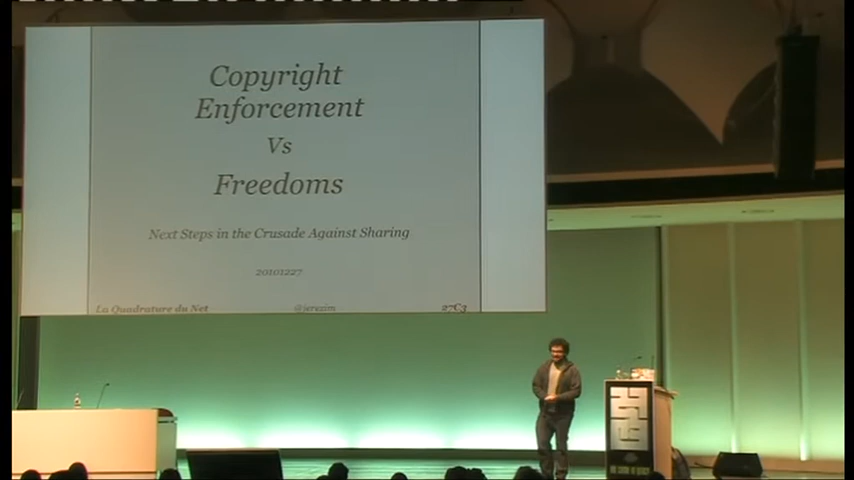 Copyright
Enforcement
Vs
Freedoms
Next Steps in the Crusade Against Sharing
20101227
La Quadrature du Net
@jerezim
27C3